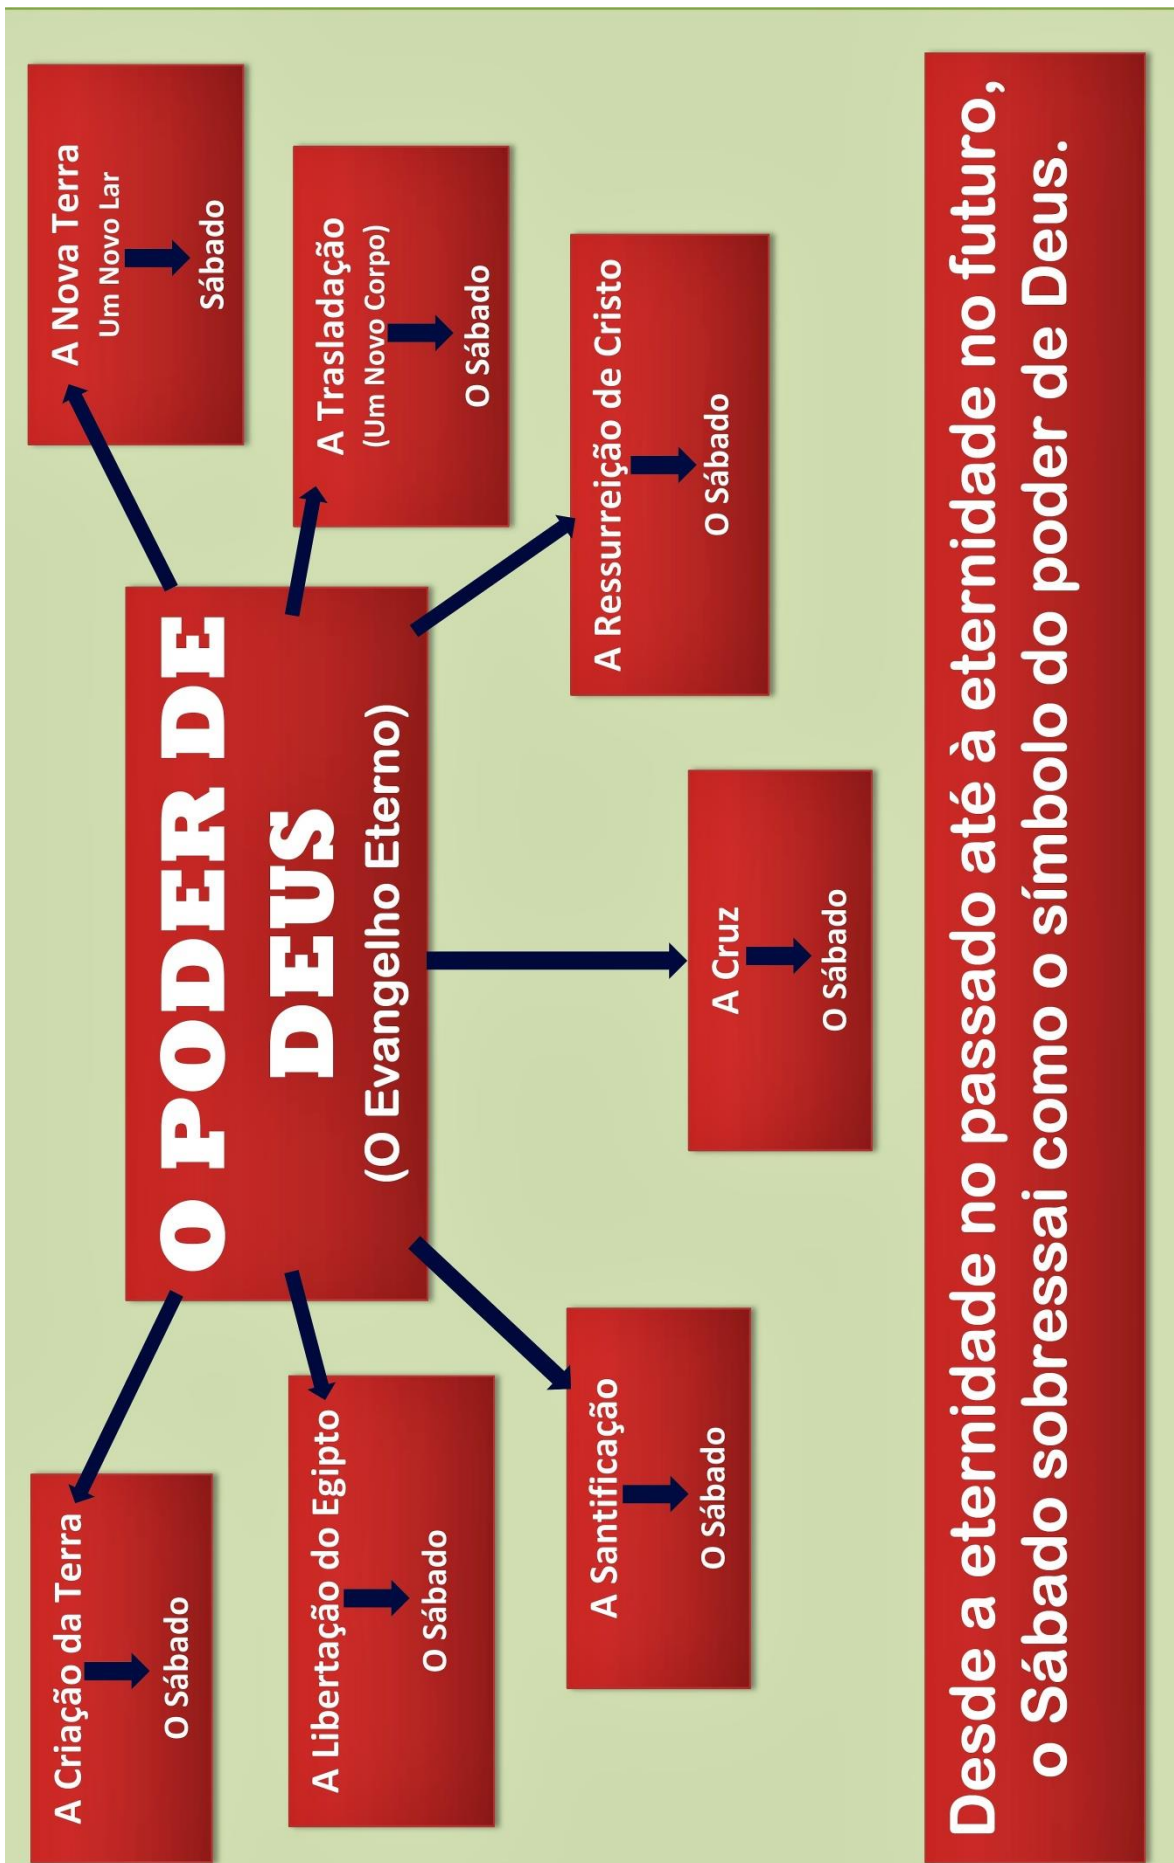 O PODER DE
DEUS
(O Evangelho Eterno)
A Criação da Terra
O Sábado
A Libertação do Egipto
O Sábado
A Santificação
O Sábado
A Cruz
O Sábado
A Ressurreição de Cristo
O Sábado
A Trasladação
(Um Novo Corpo)
O Sábado
A Nova Terra
Um Novo Lar
Sábado
Desde a eternidade no passado até à eternidade no futuro,
o Sábado sobressai como o símbolo do poder de Deus.